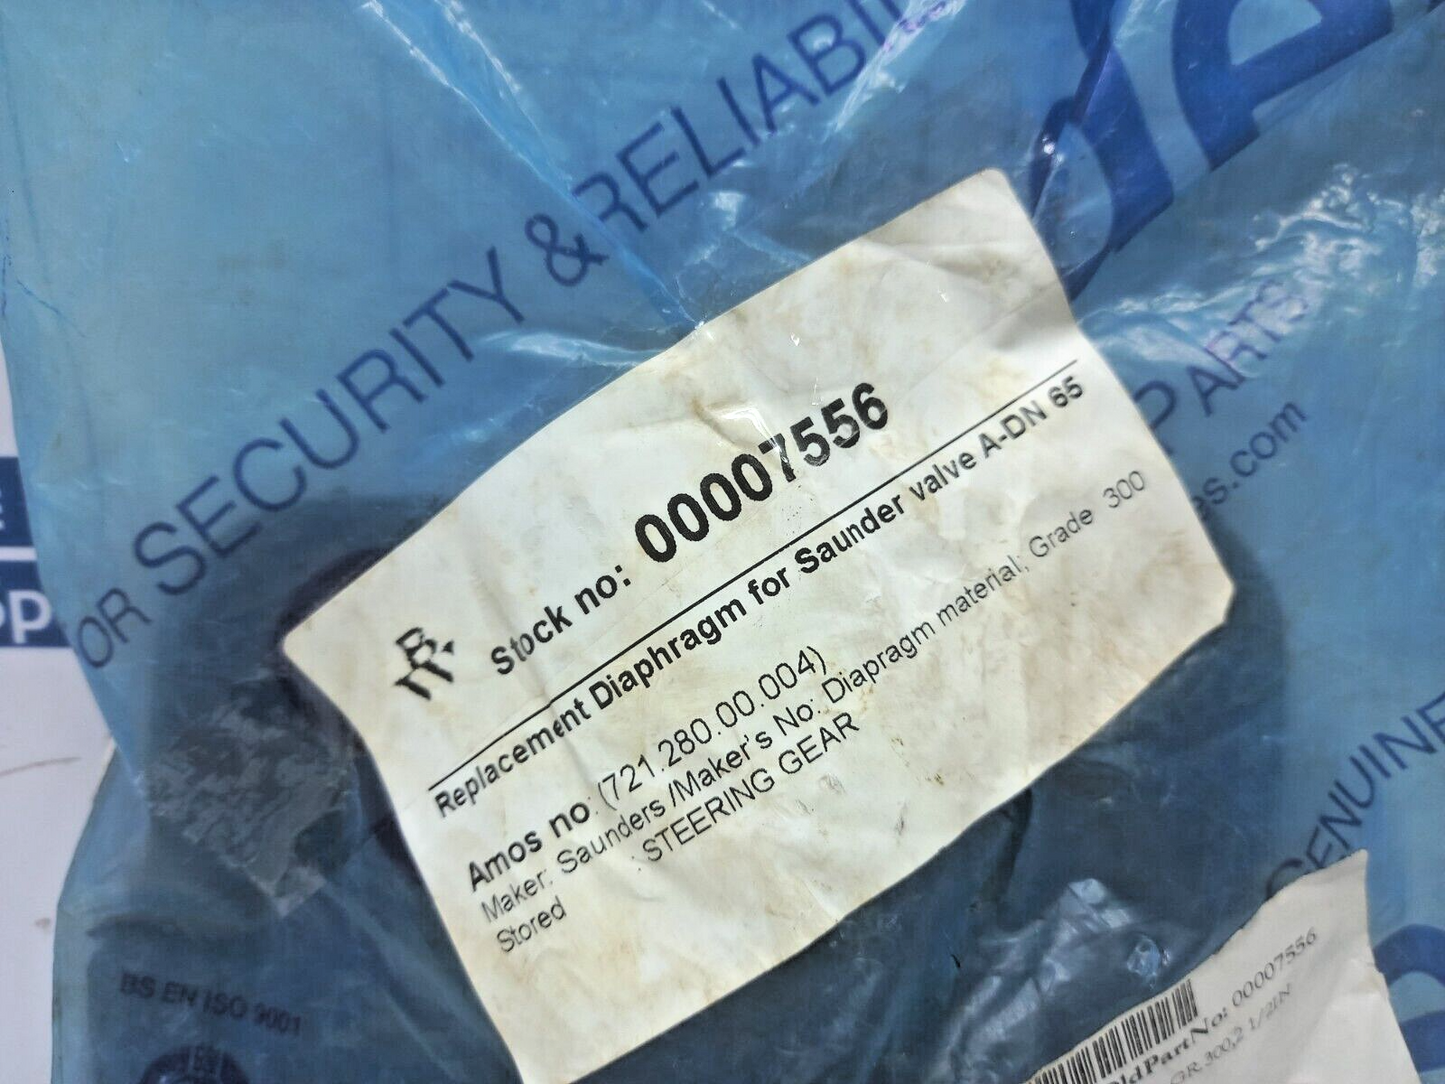 OR SECURITY & RELIABILI
PARTS
es.com
Stock no: 00007556
Replacement Diaphragm for Saunder valve A-DN 65
Amos no: (721.280.00.004)
Maker: Saunders /Maker's No: Diapragm material; Grade 300
Stored STEERING GEAR
GENUINE
BS EN ISO 9001
OldPartNo: 00007556
GR.300,2 1/2IN